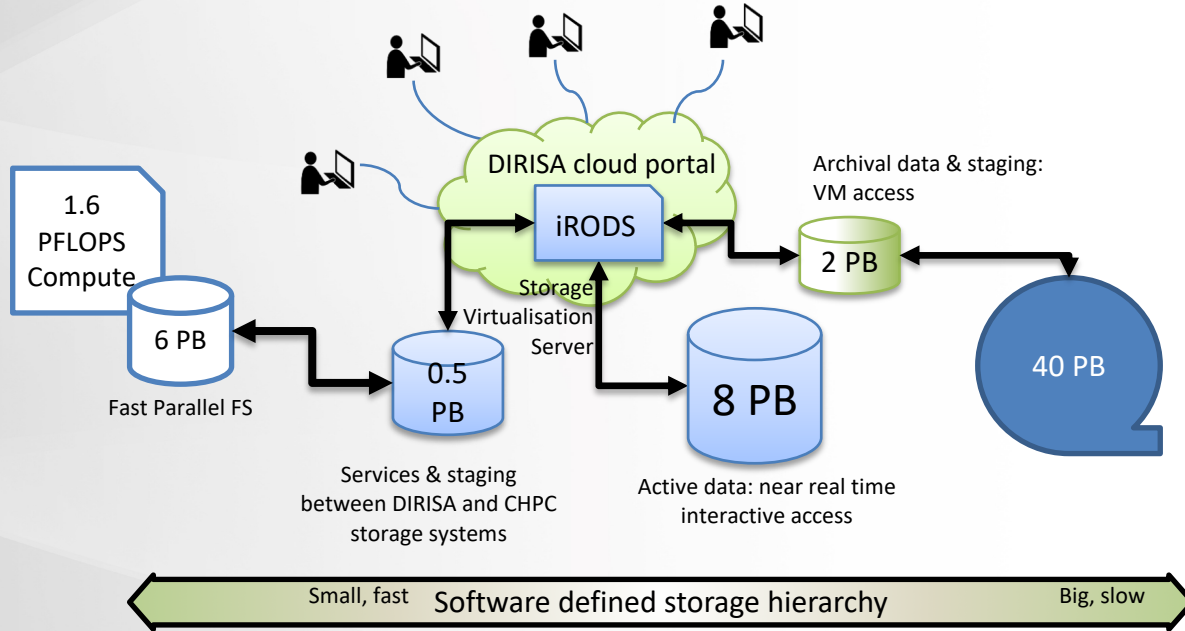 DIRISA cloud portal
iRODS
Storage
Virtualisation
Server
1.6
PFLOPS
Compute
6 PB
Fast Parallel FS
0.5
PB
Services & staging
between DIRISA and CHPC
storage systems
8 PB
Active data: near real time
interactive access
Archival data & staging:
VM access
2 PB
40 PB
Small, fast
Software defined storage hierarchy
Big, slow